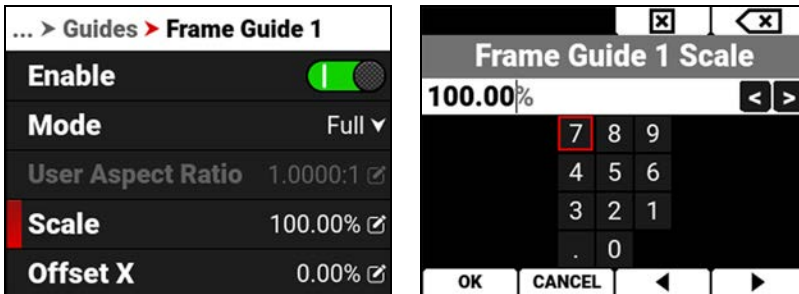 ... > Guides > Frame Guide 1
Enable
Mode Full
User Aspect Ratio 1.0000:1
Scale 100.00%
Offset X 0.00%
Frame Guide 1 Scale
100.00%
< >
7 8 9
4 5 6
3 2 1
. 0
OK CANCEL